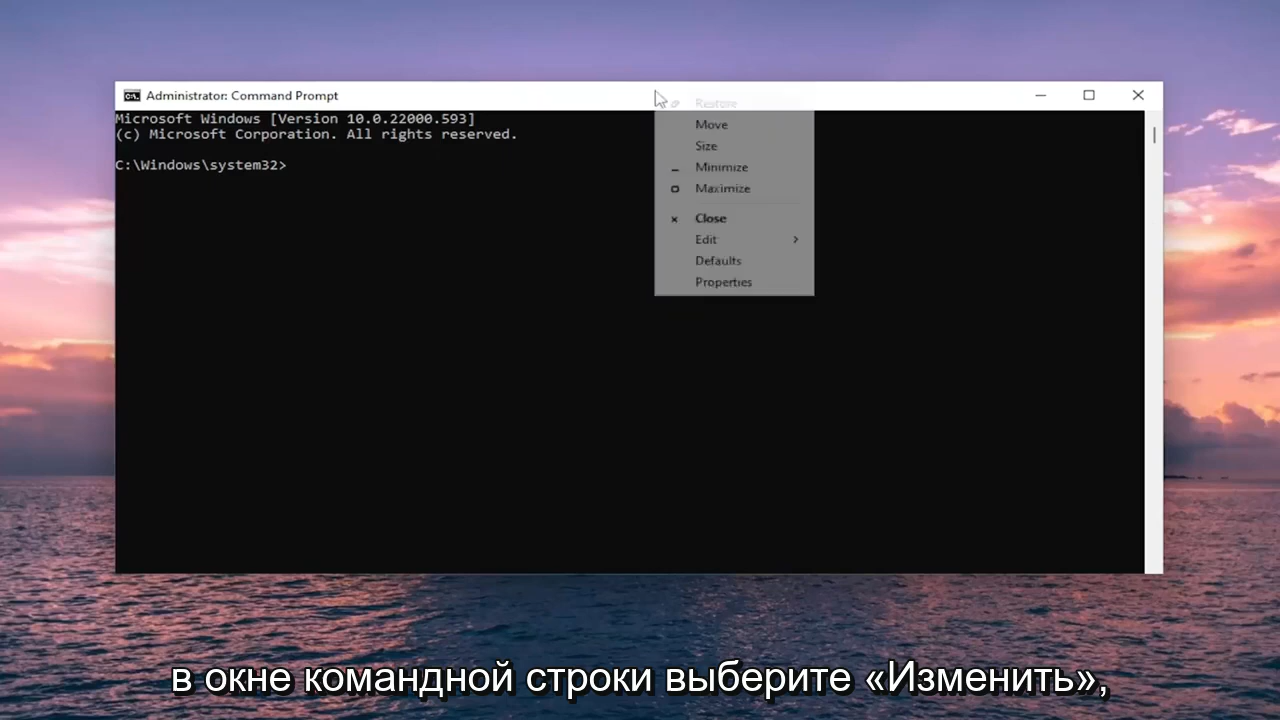 Administrator: Command Prompt
Microsoft Windows [Version 10.0.22000.593]
(c) Microsoft Corporation. All rights reserved.
C:\Windows\system32>
Restore
Move
Size
Minimize
Maximize
Close
Edit
Defaults
Properties
в окне командной строки выберите «Изменить»,